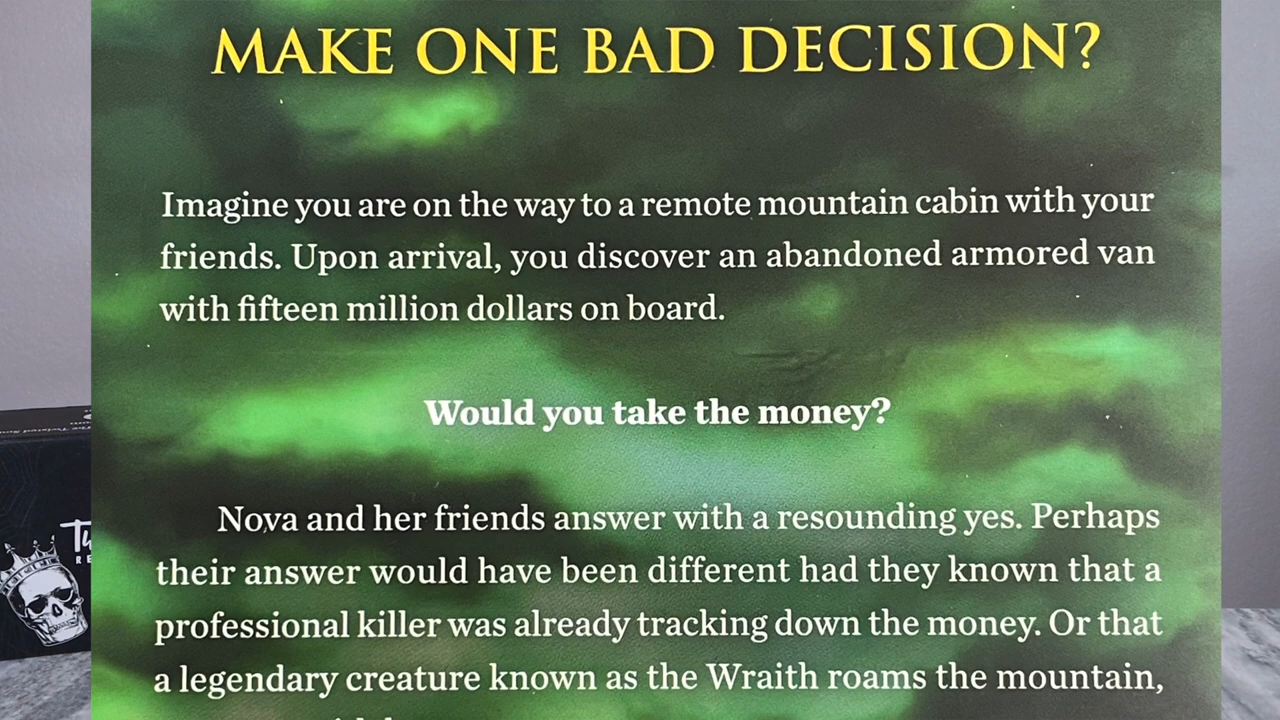 MAKE ONE BAD DECISION?
Imagine you are on the way to a remote mountain cabin with your
friends. Upon arrival, you discover an abandoned armored van
with fifteen million dollars on board.
Would you take the money?
Nova and her friends answer with a resounding yes. Perhaps
their answer would have been different had they known that a
professional killer was already tracking down the money. Or that
a legendary creature known as the Wraith roams the mountain,